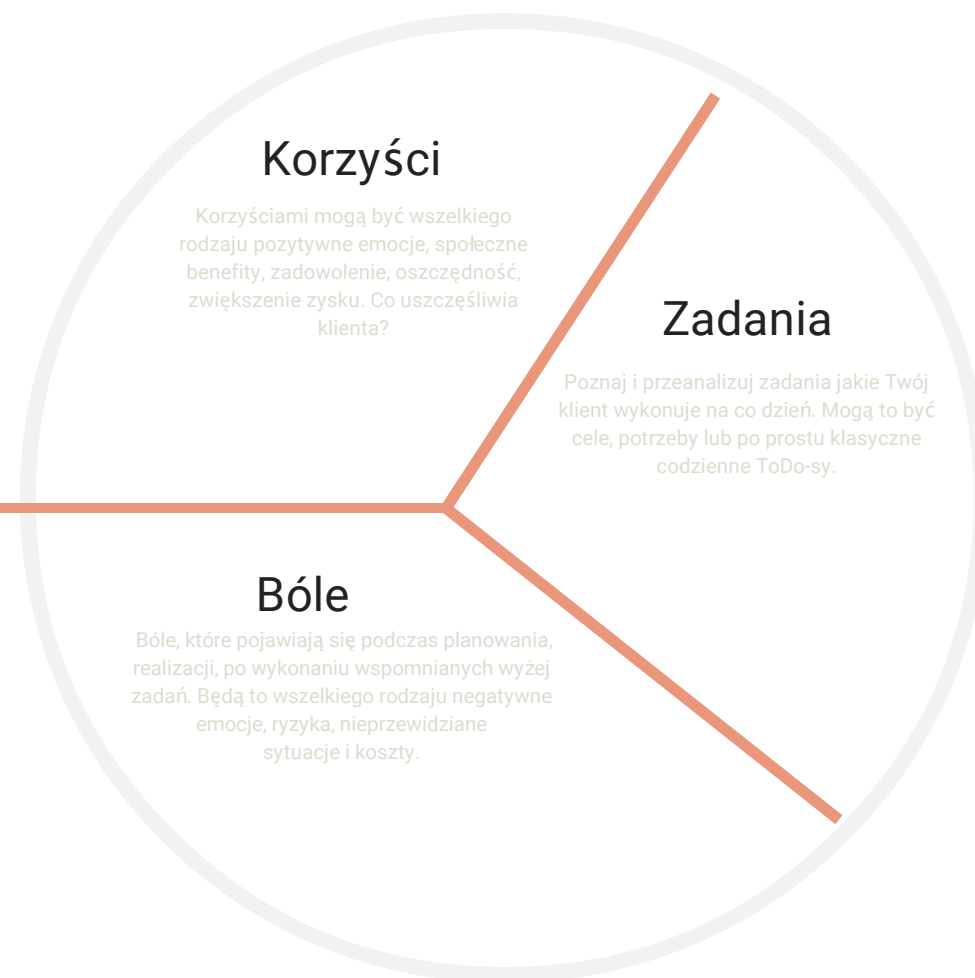 Korzyści
Korzyściami mogą być wszelkiego
rodzaju pozytywne emocje, społeczne
benefity, zadowolenie, oszczędność,
zwiększenie zysku. Co uszczęśliwia
klienta?
Zadania
Poznaj i przeanalizuj zadania jakie Twój
klient wykonuje na co dzień. Mogą to być
cele, potrzeby lub po prostu klasyczne
codzienne ToDo-sy.
Bóle
Bóle, które pojawiają się podczas planowania,
realizacji, po wykonaniu wspomnianych wyżej
zadań. Będą to wszelkiego rodzaju negatywne
emocje, ryzyka, nieprzewidziane
sytuacje i koszty.